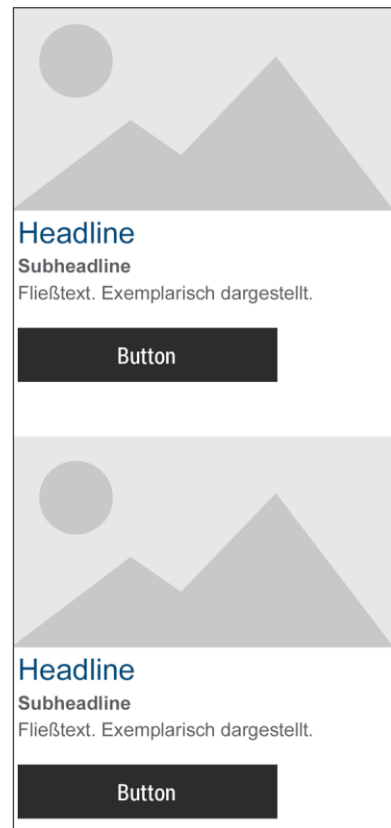 Headline
Subheadline
Fließtext. Exemplarisch dargestellt.
Button
Headline
Subheadline
Fließtext. Exemplarisch dargestellt.
Button